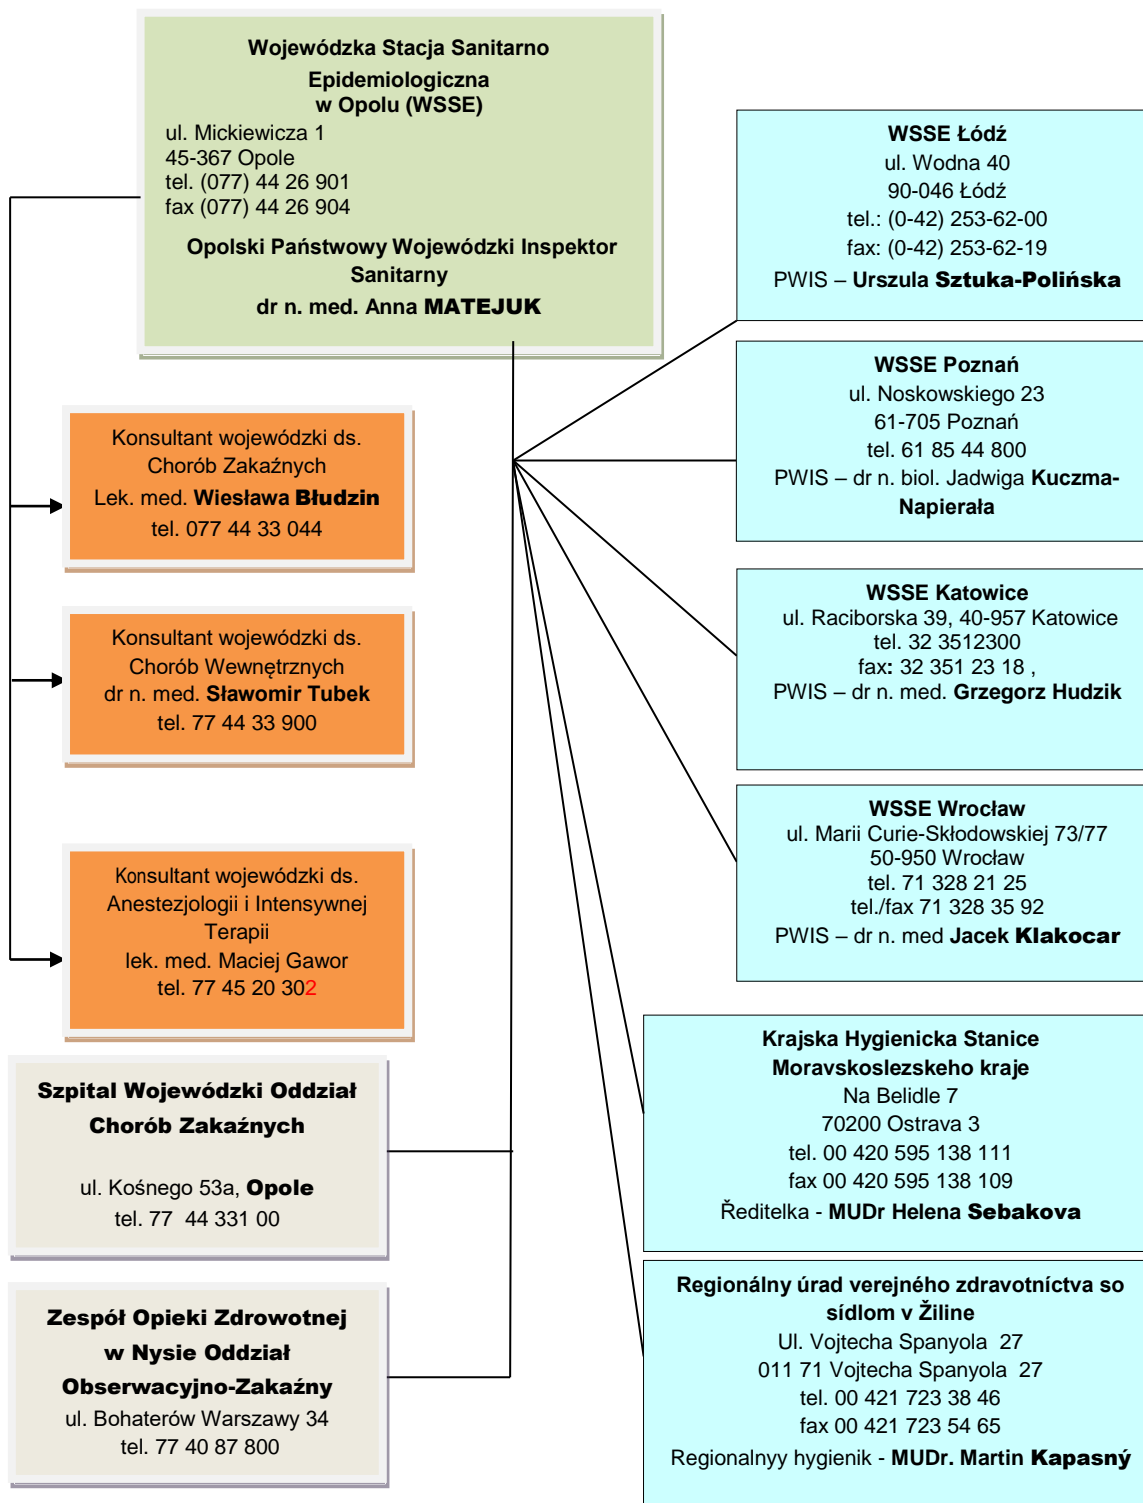 Wojewódzka Stacja Sanitarno
Epidemiologiczna
w Opolu (WSSE)
ul. Mickiewicza 1
45-367 Opole
tel. (077) 44 26 901
fax (077) 44 26 904
Opolski Państwowy Wojewódzki Inspektor
Sanitarny
dr n. med. Anna MATEJUK
Konsultant wojewódzki ds.
Chorób Zakaźnych
Lek. med. Wiesława Błudzin
tel. 077 44 33 044
Konsultant wojewódzki ds.
Chorób Wewnętrznych
dr n. med. Sławomir Tubek
tel. 77 44 33 900
Konsultant wojewódzki ds.
Anestezjologii i Intensywnej
Terapii
lek. med. Maciej Gawor
tel. 77 45 20 302
Szpital Wojewódzki Oddział
Chorób Zakaźnych
ul. Kośnego 53a, Opole
tel. 77  44 331 00
Zespół Opieki Zdrowotnej
w Nysie Oddział
Obserwacyjno-Zakaźny
ul. Bohaterów Warszawy 34
tel. 77 40 87 800
WSSE Łódź
ul. Wodna 40
90-046 Łódź
tel.: (0-42) 253-62-00
fax: (0-42) 253-62-19
PWIS – Urszula Sztuka-Polińska
WSSE Poznań
ul. Noskowskiego 23
61-705 Poznań
tel. 61 85 44 800
PWIS – dr n. biol. Jadwiga Kuczma-
Napierała
WSSE Katowice
ul. Raciborska 39, 40-957 Katowice
tel. 32 3512300
fax: 32 351 23 18 ,
PWIS – dr n. med. Grzegorz Hudzik
WSSE Wrocław
ul. Marii Curie-Skłodowskiej 73/77
50-950 Wrocław
tel. 71 328 21 25
tel./fax 71 328 35 92
PWIS – dr n. med Jacek Klakocar
Krajska Hygienicka Stanice
Moravskoslezskeho kraje
Na Belidle 7
70200 Ostrava 3
tel. 00 420 595 138 111
fax 00 420 595 138 109
Ředitelka - MUDr Helena Sebakova
Regionálny úrad verejného zdravotníctva so
sídlom v Žiline
Ul. Vojtecha Spanyola  27
011 71 Vojtecha Spanyola  27
tel. 00 421 723 38 46
fax 00 421 723 54 65
Regionalnyy hygienik - MUDr. Martin Kapasný